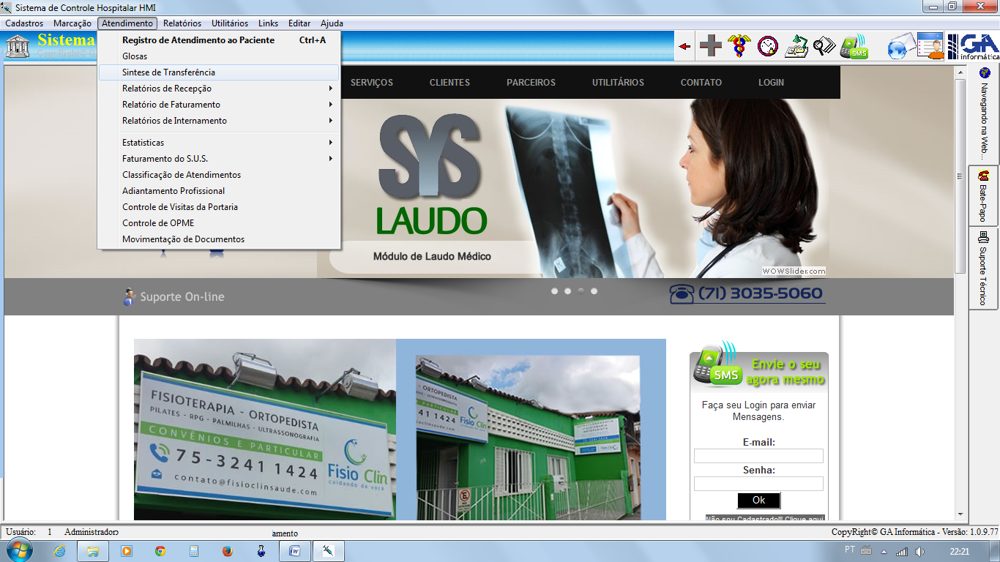 Sistema de Controle Hospitalar HMI
Cadastros Marcação Atendimento Relatórios Utilitários Links Editar Ajuda
Sistema
Registro de Atendimento ao Paciente Ctrl+A
Glosas
Sintese de Transferência
Relatórios de Recepção
Relatório de Faturamento
Relatórios de Internamento
Estatisticas
Faturamento do S.U.S.
Classificação de Atendimentos
Adiantamento Profissional
Controle de Visitas da Portaria
Controle de OPME
Movimentação de Documentos
SMS
GA
informática
SERVIÇOS CLIENTES PARCEIROS UTILITÁRIOS CONTATO LOGIN
SYS
LAUDO
Módulo de Laudo Médico
WOWSlider.com
Navegando na Web...
Bate-Papo
Suporte Técnico
Suporte On-line
(71) 3035-5060
FISIOTERAPIA - ORTOPEDISTA
PILATES - RPG - PALMILHAS - ULTRASSONOGRAFIA
CONVÊNIOS E PARTICULAR
75-3241 1424
contato@fisioclinsaude.com
Fisio Clin
cuidando de você
- ORTOPEDISTA
PARTICULAR
41 1424
Fisio Clin
SMS
Envie o seu
agora mesmo
Faça seu Login para enviar
Mensagens.
E-mail:
Senha:
Ok
Não sou Cadastrado. Clique aqui
Usuário: 1 Administrador
amento
CopyRight© GA Informática - Versão: 1.0.9.77
PT
22:21